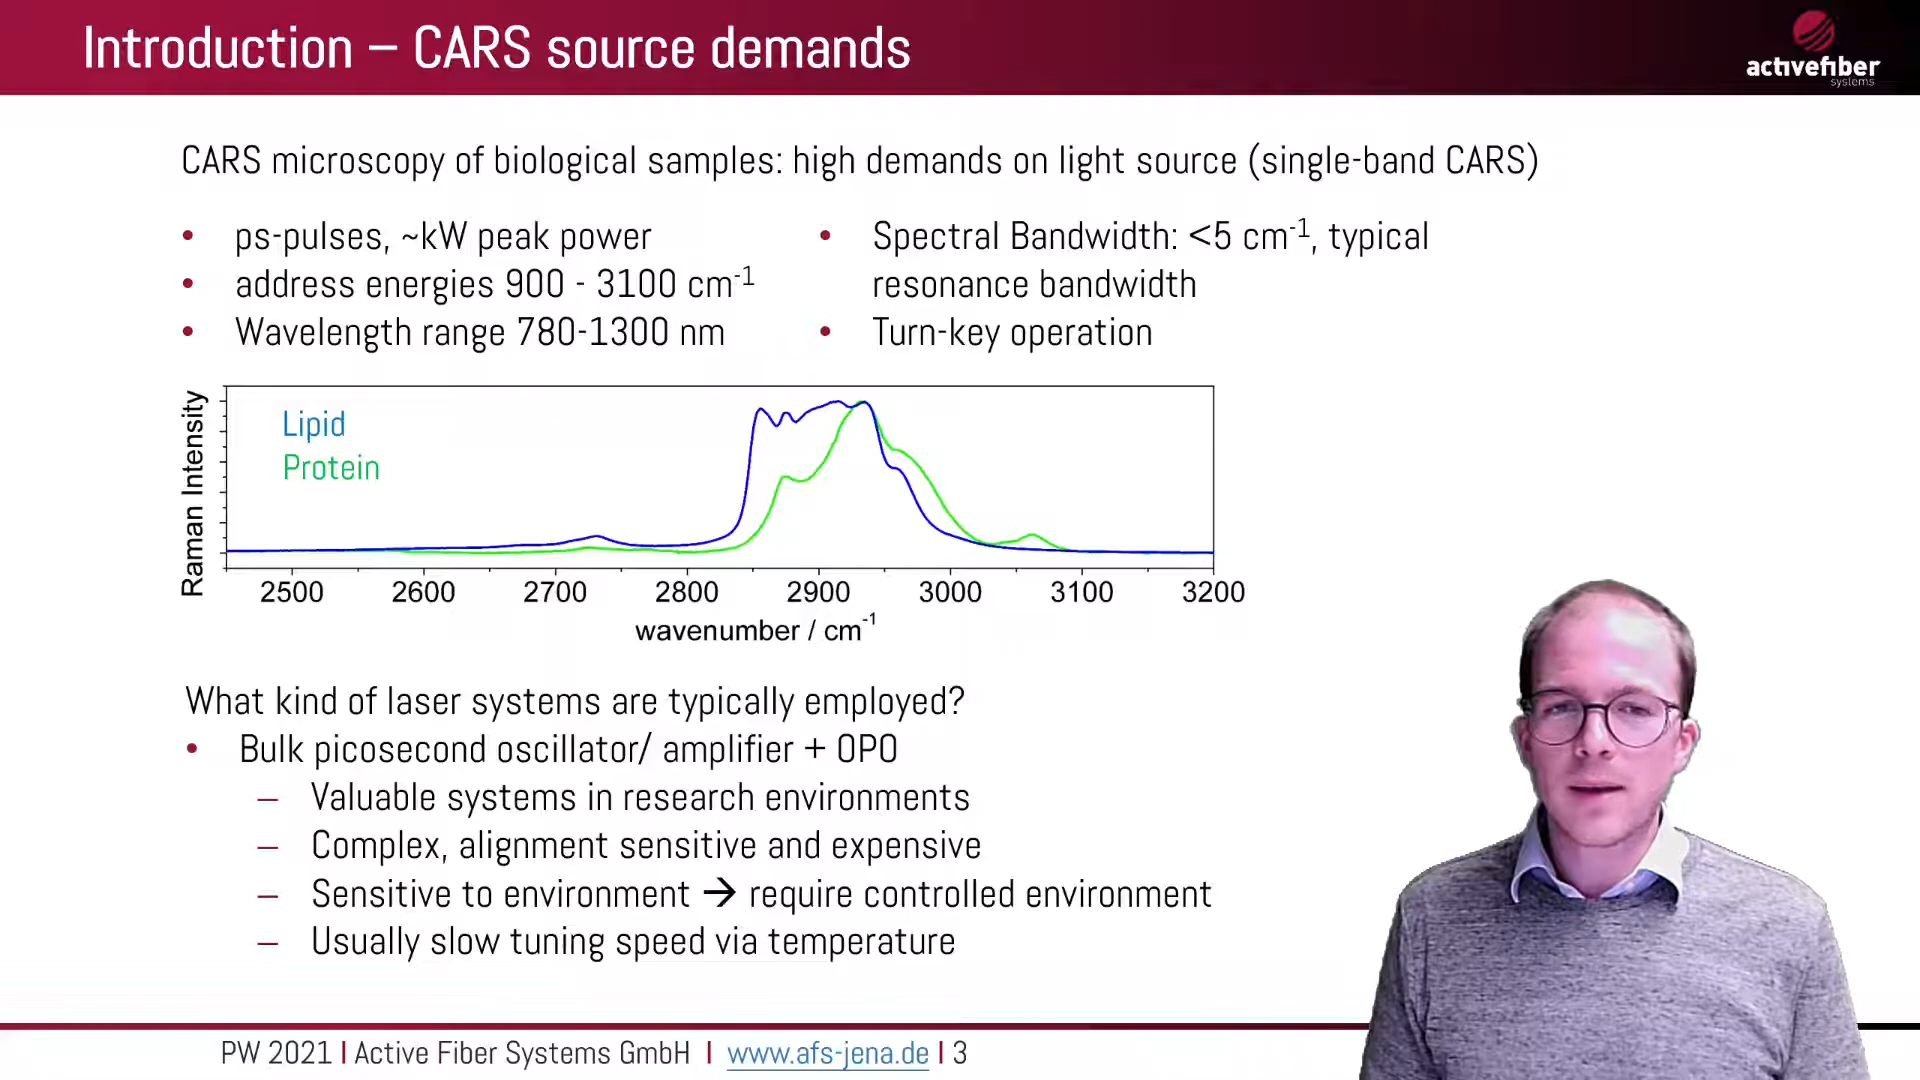 Introduction – CARS source demands
activefiber
systems
CARS microscopy of biological samples: high demands on light source (single-band CARS)
• ps-pulses, ~kW peak power
• address energies 900 - 3100 cm-1
• Wavelength range 780-1300 nm
• Spectral Bandwidth: <5 cm-1, typical
resonance bandwidth
• Turn-key operation
Raman Intensity
Lipid
Protein
2500 2600 2700 2800 2900 3000 3100 3200
wavenumber / cm-1
What kind of laser systems are typically employed?
• Bulk picosecond oscillator/ amplifier + OPO
– Valuable systems in research environments
– Complex, alignment sensitive and expensive
– Sensitive to environment → require controlled environment
– Usually slow tuning speed via temperature
PW 2021 I Active Fiber Systems GmbH I www.afs-jena.de I 3